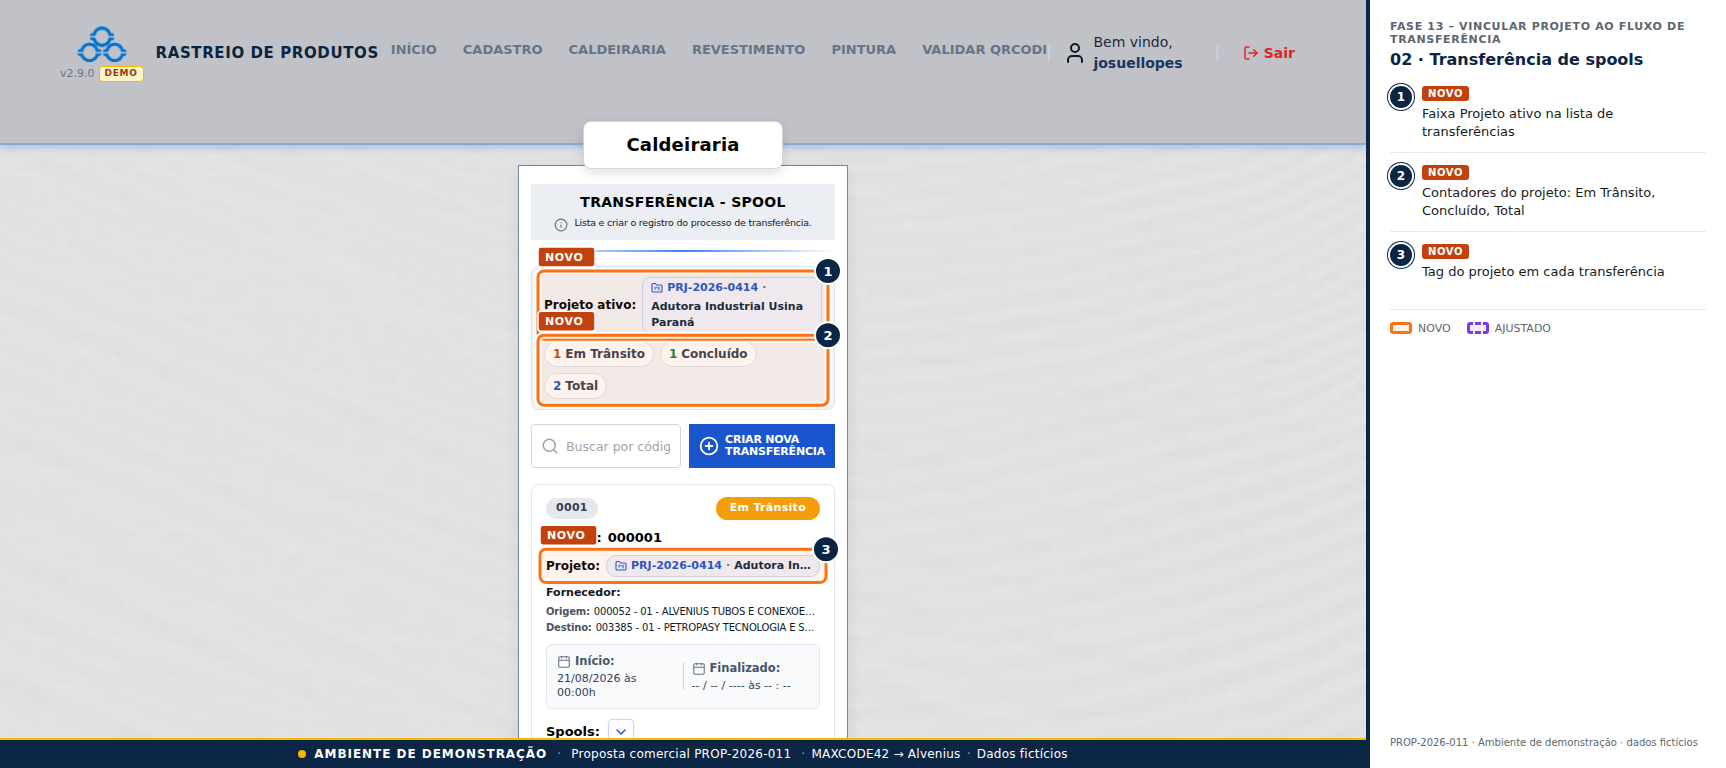 v2.9.0 DEMO
RASTREIO DE PRODUTOS
INÍCIO
CADASTRO
CALDEIRARIA
REVESTIMENTO
PINTURA
VALIDAR QRCODE
Bem vindo,
josuellopes
Sair
Caldeiraria
TRANSFERÊNCIA - SPOOL
Lista e criar o registro do processo de transferência.
NOVO
1
Projeto ativo:
PRJ-2026-0414 ·
Adutora Industrial Usina
Paraná
NOVO
2
1 Em Trânsito
1 Concluído
2 Total
Buscar por códig
CRIAR NOVA
TRANSFERÊNCIA
0001
Em Trânsito
NOVO
: 000001
3
Projeto:
PRJ-2026-0414 · Adutora In...
Fornecedor:
Origem: 000052 - 01 - ALVENIUS TUBOS E CONEXOE...
Destino: 003385 - 01 - PETROPASY TECNOLOGIA E S...
Início:
21/08/2026 às
00:00h
Finalizado:
-- / -- / ---- às -- : --
Spools:
AMBIENTE DE DEMONSTRAÇÃO · Proposta comercial PROP-2026-011 · MAXCODE42 → Alvenius · Dados fictícios
FASE 13 – VINCULAR PROJETO AO FLUXO DE
TRANSFERÊNCIA
02 · Transferência de spools
1
NOVO
Faixa Projeto ativo na lista de
transferências
2
NOVO
Contadores do projeto: Em Trânsito,
Concluído, Total
3
NOVO
Tag do projeto em cada transferência
NOVO
AJUSTADO
PROP-2026-011 · Ambiente de demonstração · dados fictícios